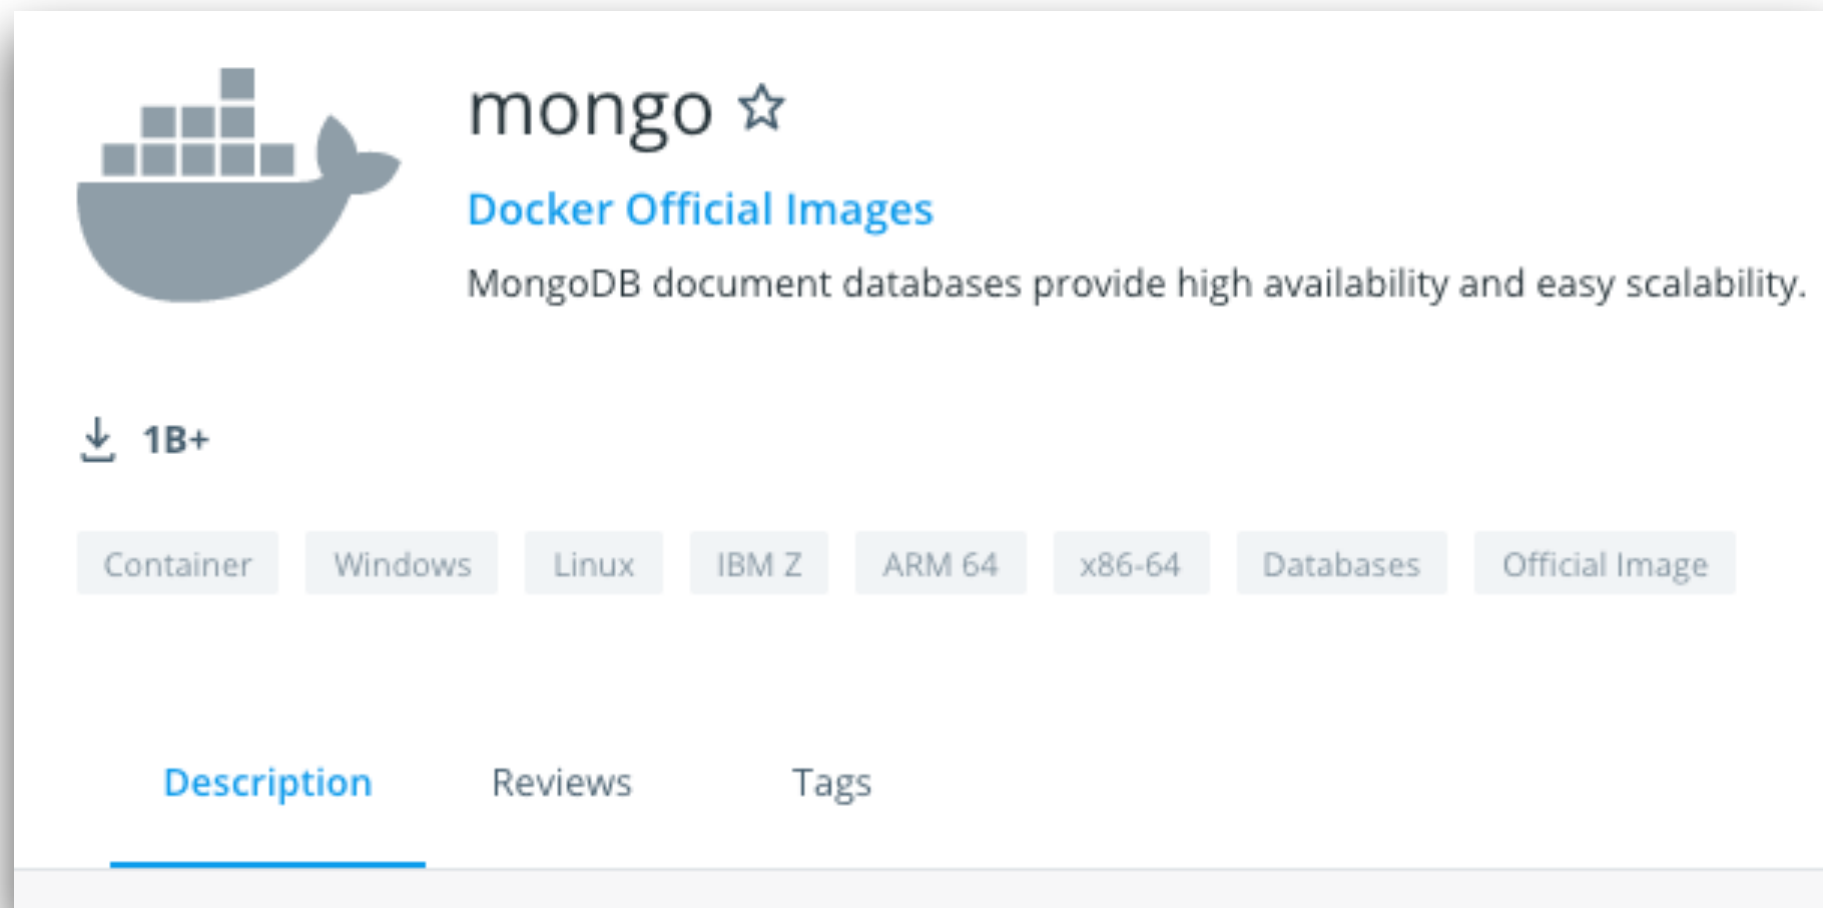 mongo
Docker Official Images
MongoDB document databases provide high availability and easy scalability.
1B+
Container Windows Linux IBM Z ARM 64 x86-64 Databases Official Image
Description Reviews Tags